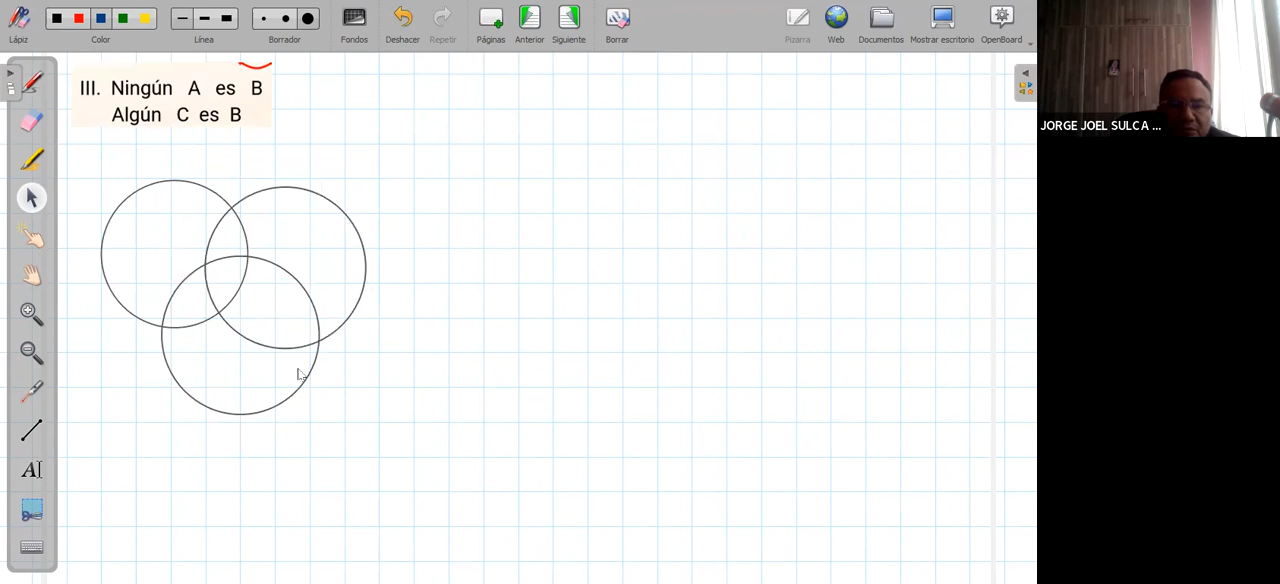 Lápiz
Color
Línea
Borrador
Fondos
Deshacer
Repetir
Páginas
Anterior
Siguiente
Borrar
Pizarra
Web
Documentos
Mostrar escritorio
OpenBoard
III. Ningún A es B
Algún C es B
A
JORGE JOEL SULCA ...